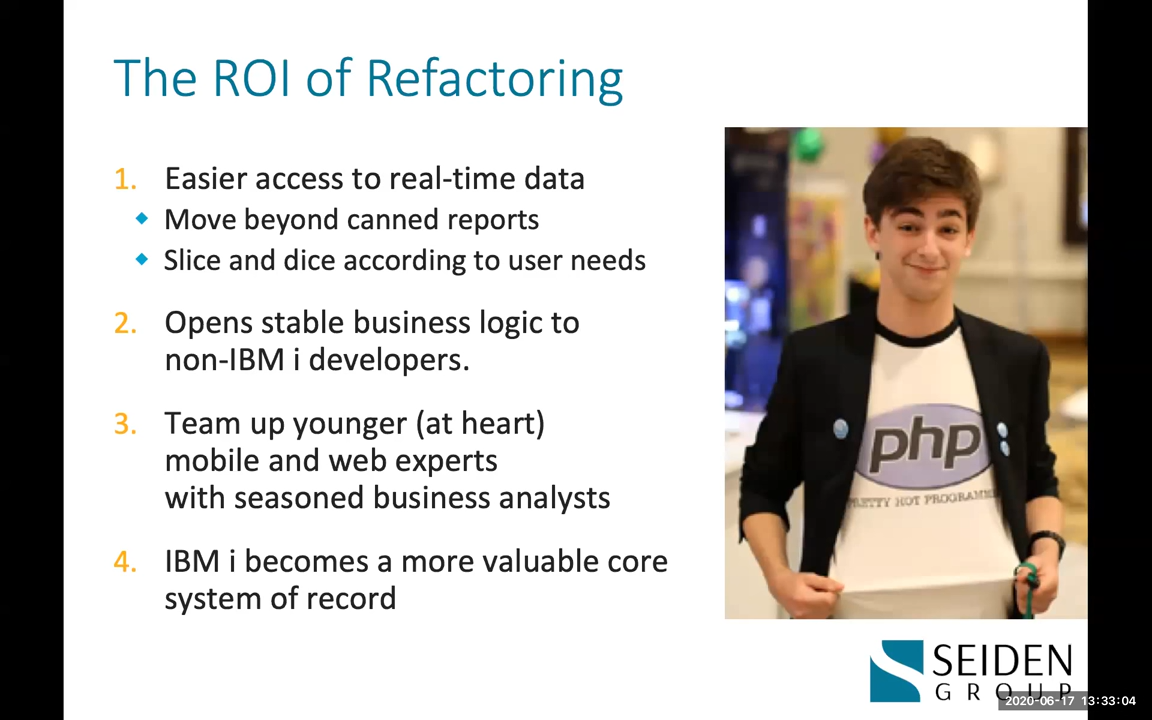 The ROI of Refactoring
1. Easier access to real-time data
◆ Move beyond canned reports
◆ Slice and dice according to user needs
2. Opens stable business logic to
non-IBM i developers.
3. Team up younger (at heart)
mobile and web experts
with seasoned business analysts
4. IBM i becomes a more valuable core
system of record
php
PRETTY HOT PROGRAMM
SEIDEN
GROUP
2020-06-17 13:33:04